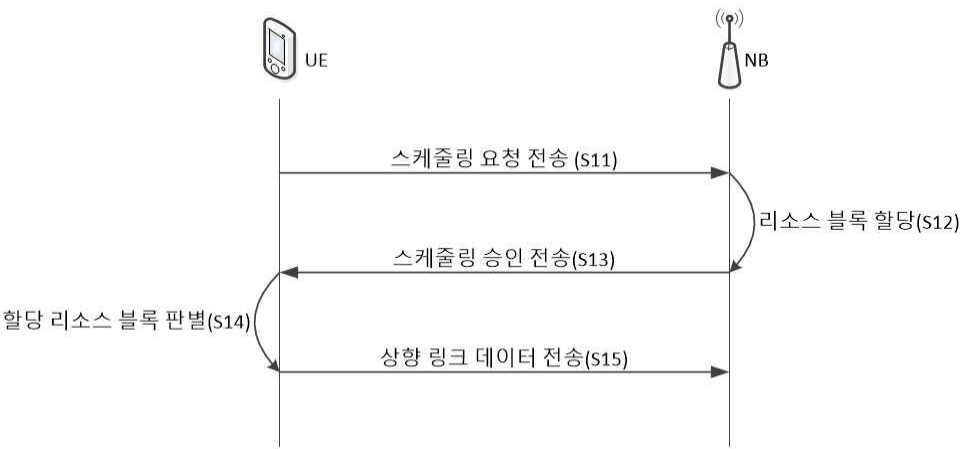 UE
NB
스케줄링 요청 전송 (S11)
리소스 블록 할당(S12)
스케줄링 승인 전송(S13)
할당 리소스 블록 판별(S14)
상향 링크 데이터 전송(S15)